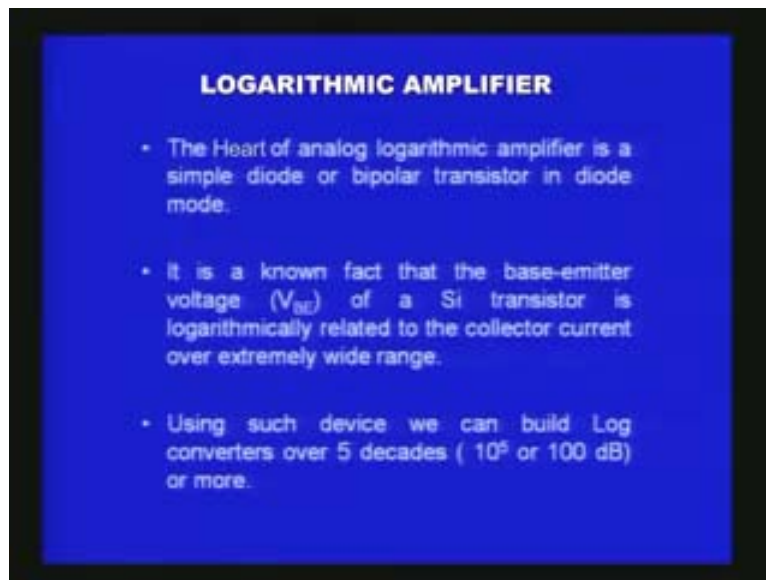 LOGARITHMIC AMPLIFIER
• The Heart of analog logarithmic amplifier is a
simple diode or bipolar transistor in diode
mode.
• It is a known fact that the base-emitter
voltage (V_BE) of a Si transistor is
logarithmically related to the collector current
over extremely wide range.
• Using such device we can build Log
converters over 5 decades ( 10⁵ or 100 dB)
or more.